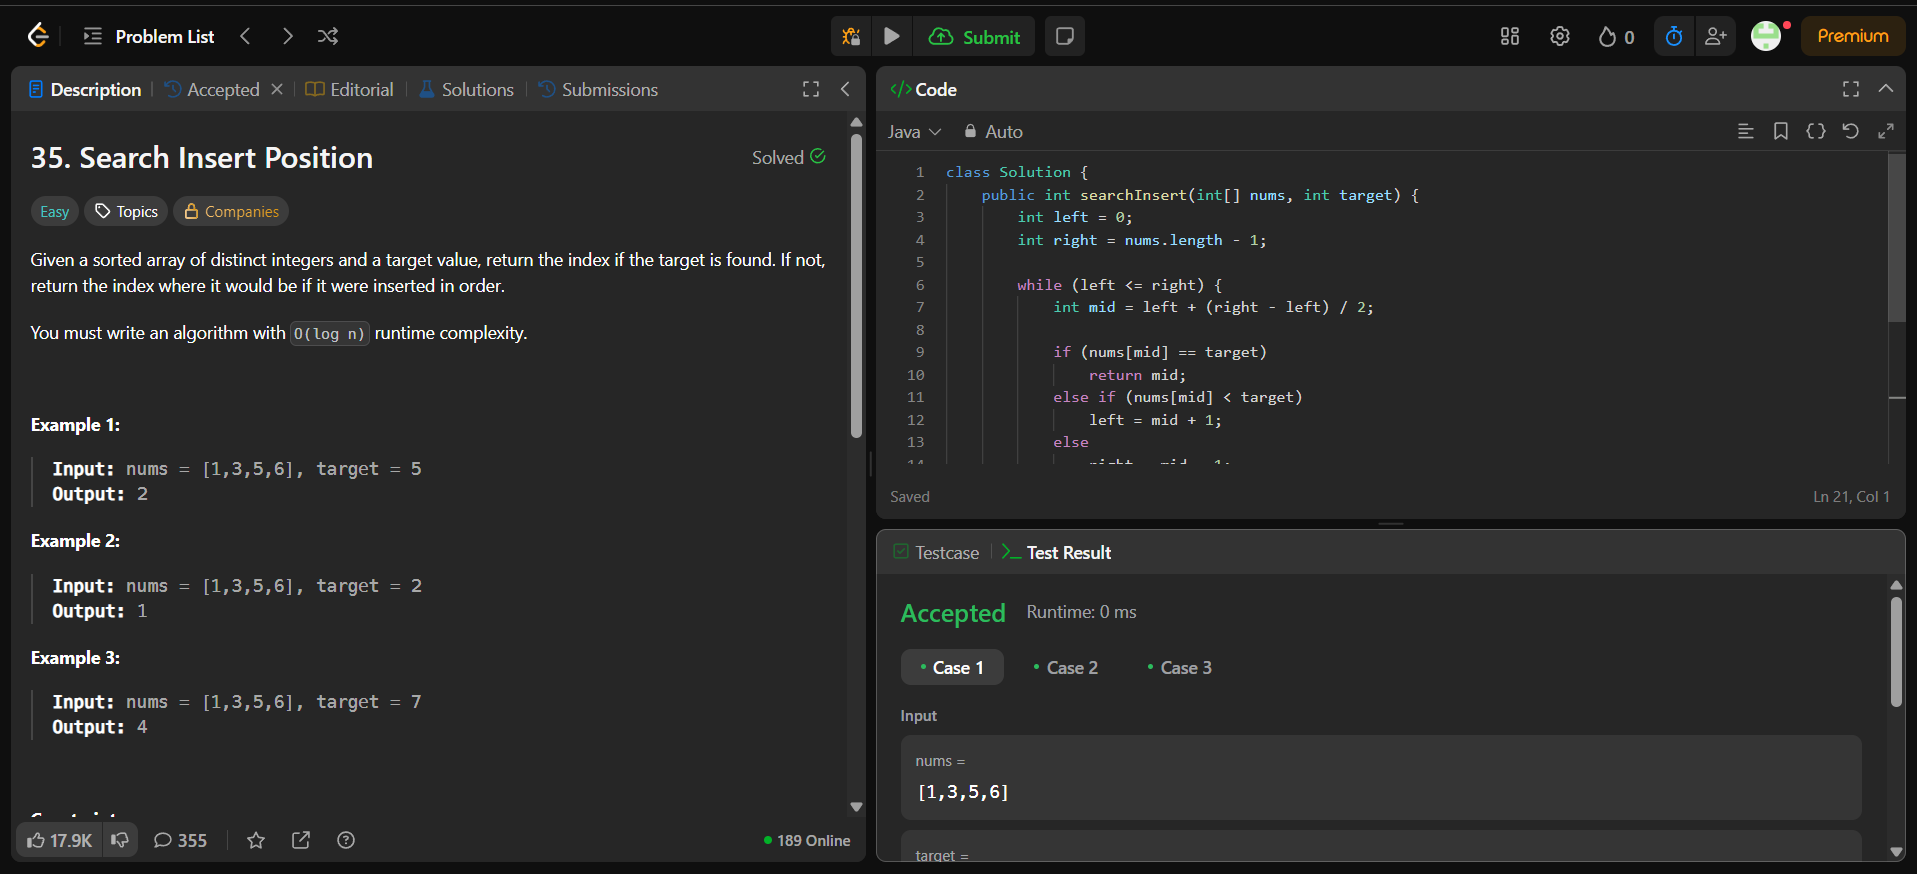 Problem List
Submit
0
Premium
Description
Accepted
Editorial
Solutions
Submissions
35. Search Insert Position
Solved
Easy
Topics
Companies
Given a sorted array of distinct integers and a target value, return the index if the target is found. If not,
return the index where it would be if it were inserted in order.
You must write an algorithm with O(log n) runtime complexity.
Example 1:
Input: nums = [1,3,5,6], target = 5
Output: 2
Example 2:
Input: nums = [1,3,5,6], target = 2
Output: 1
Example 3:
Input: nums = [1,3,5,6], target = 7
Output: 4
17.9K
355
189 Online
</> Code
Java
Auto
1 class Solution {
2 public int searchInsert(int[] nums, int target) {
3 int left = 0;
4 int right = nums.length - 1;
5
6 while (left <= right) {
7 int mid = left + (right - left) / 2;
8
9 if (nums[mid] == target)
10 return mid;
11 else if (nums[mid] < target)
12 left = mid + 1;
13 else
14 right = mid - 1;
Saved
Ln 21, Col 1
Testcase
Test Result
Accepted
Runtime: 0 ms
Case 1
Case 2
Case 3
Input
nums =
[1,3,5,6]
target =